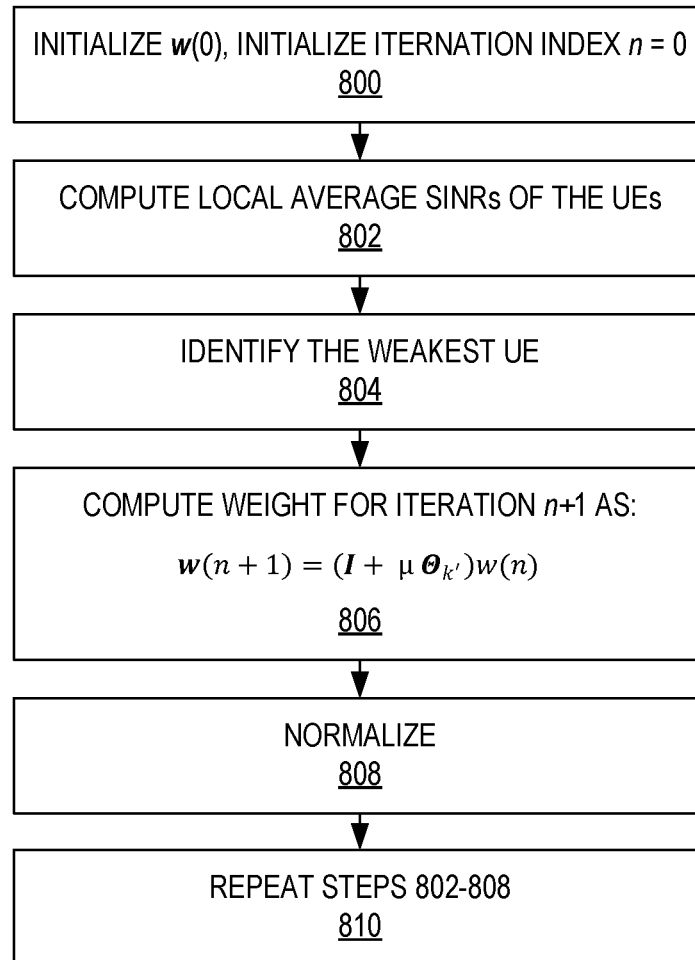 INITIALIZE w(0), INITIALIZE ITERNATION INDEX n = 0
800
COMPUTE LOCAL AVERAGE SINRs OF THE UEs
802
IDENTIFY THE WEAKEST UE
804
COMPUTE WEIGHT FOR ITERATION n+1 AS:
w(n + 1) = (I + μ Θk′)w(n)
806
NORMALIZE
808
REPEAT STEPS 802-808
810